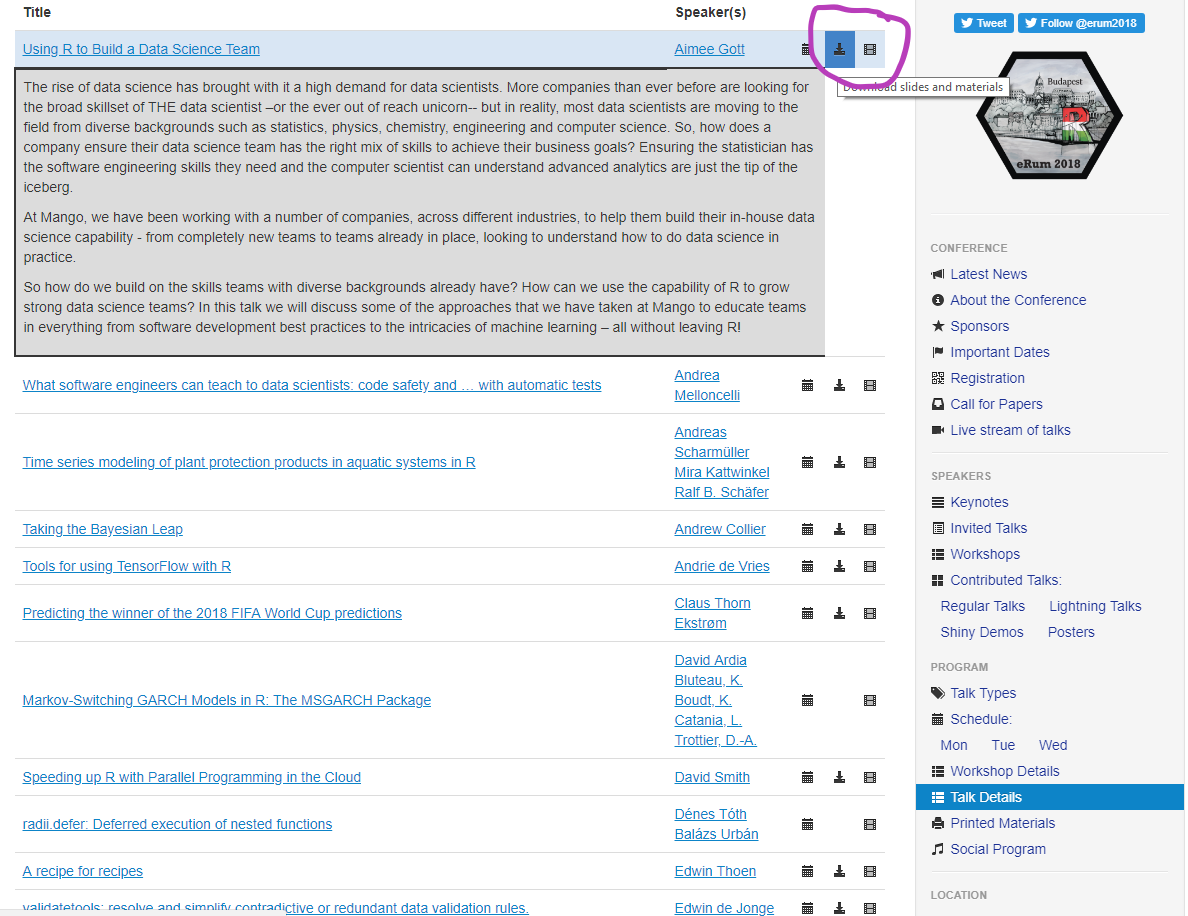 Title Speaker(s)
Using R to Build a Data Science Team Aimee Gott
Download slides and materials
The rise of data science has brought with it a high demand for data scientists. More companies than ever before are looking for
the broad skillset of THE data scientist –or the ever out of reach unicorn-- but in reality, most data scientists are moving to the
field from diverse backgrounds such as statistics, physics, chemistry, engineering and computer science. So, how does a
company ensure their data science team has the right mix of skills to achieve their business goals? Ensuring the statistician has
the software engineering skills they need and the computer scientist can understand advanced analytics are just the tip of the
iceberg.
At Mango, we have been working with a number of companies, across different industries, to help them build their in-house data
science capability - from completely new teams to teams already in place, looking to understand how to do data science in
practice.
So how do we build on the skills teams with diverse backgrounds already have? How can we use the capability of R to grow
strong data science teams? In this talk we will discuss some of the approaches that we have taken at Mango to educate teams
in everything from software development best practices to the intricacies of machine learning – all without leaving R!
What software engineers can teach to data scientists: code safety and … with automatic tests Andrea
Melloncelli
Andreas
Scharmüller
Time series modeling of plant protection products in aquatic systems in R Mira Kattwinkel
Ralf B. Schäfer
Taking the Bayesian Leap Andrew Collier
Tools for using TensorFlow with R Andrie de Vries
Predicting the winner of the 2018 FIFA World Cup predictions Claus Thorn
Ekstrøm
David Ardia
Bluteau, K.
Markov-Switching GARCH Models in R: The MSGARCH Package Boudt, K.
Catania, L.
Trottier, D.-A.
Speeding up R with Parallel Programming in the Cloud David Smith
radii.defer: Deferred execution of nested functions Dénes Tóth
Balázs Urbán
A recipe for recipes Edwin Thoen
validatetools: resolve and simplify contradictive or redundant data validation rules. Edwin de Jonge
Tweet Follow @erum2018
Budapest
R
eRum 2018
CONFERENCE
Latest News
About the Conference
Sponsors
Important Dates
Registration
Call for Papers
Live stream of talks
SPEAKERS
Keynotes
Invited Talks
Workshops
Contributed Talks:
Regular Talks Lightning Talks
Shiny Demos Posters
PROGRAM
Talk Types
Schedule:
Mon Tue Wed
Workshop Details
Talk Details
Printed Materials
Social Program
LOCATION